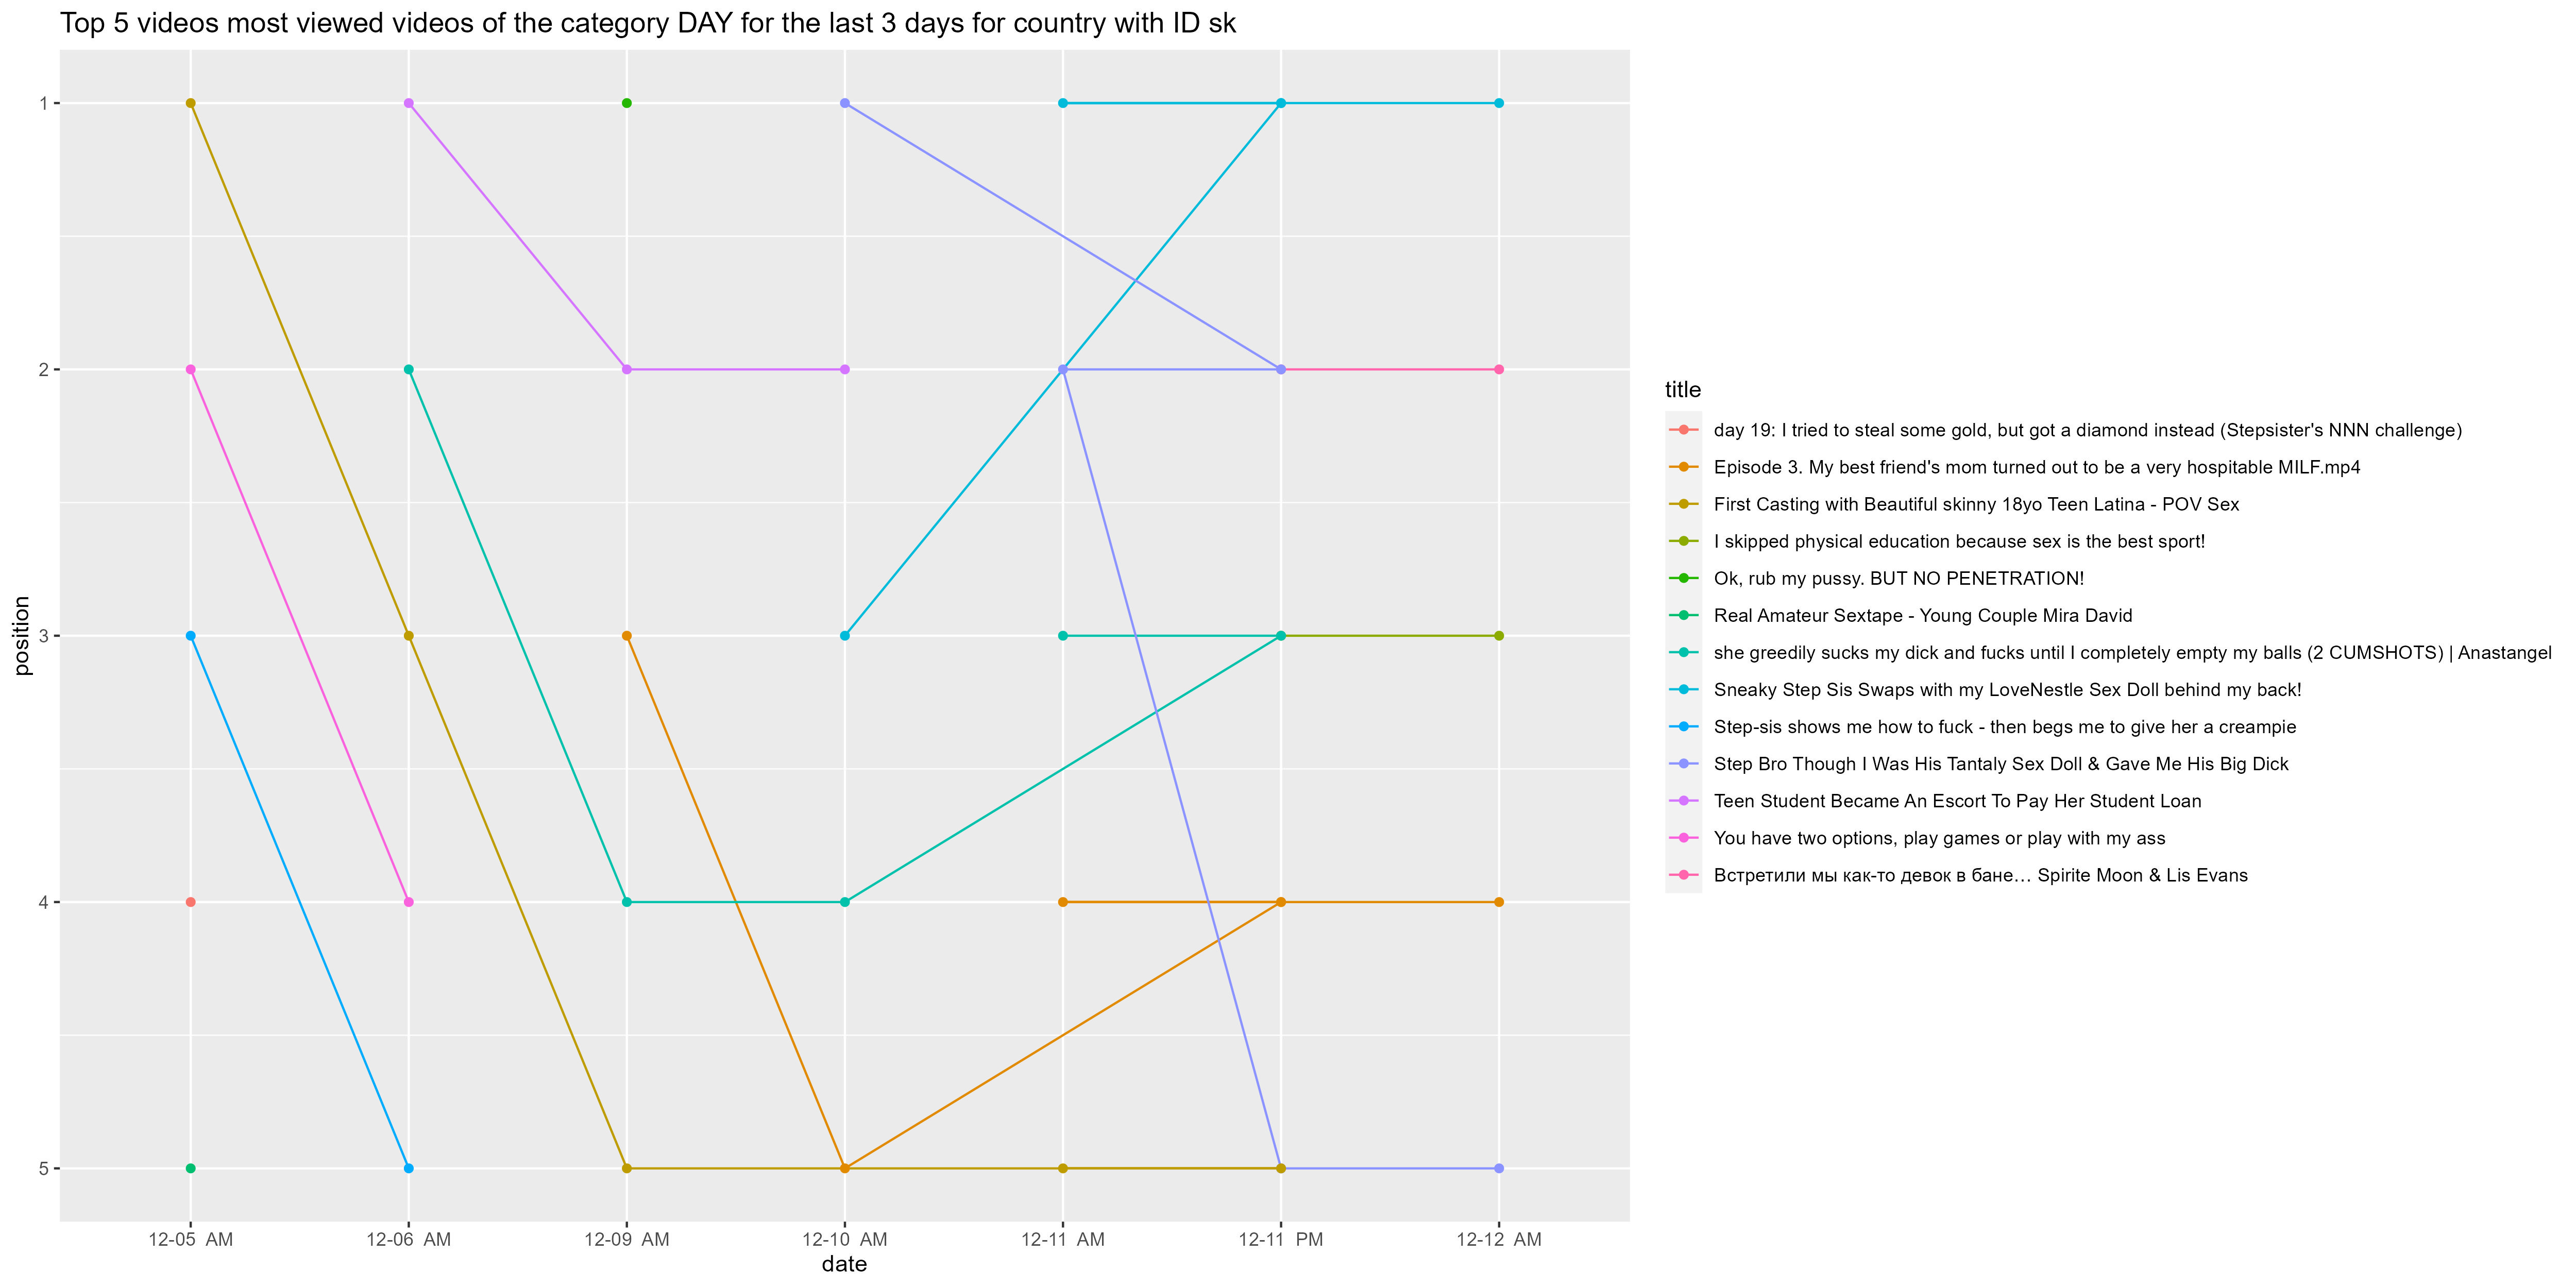 Top 5 videos most viewed videos of the category DAY for the last 3 days for country with ID sk
position
1
2
3
4
5
12-05 AM
12-06 AM
12-09 AM
12-10 AM
12-11 AM
12-11 PM
12-12 AM
date
title
day 19: I tried to steal some gold, but got a diamond instead (Stepsister's NNN challenge)
Episode 3. My best friend's mom turned out to be a very hospitable MILF.mp4
First Casting with Beautiful skinny 18yo Teen Latina - POV Sex
I skipped physical education because sex is the best sport!
Ok, rub my pussy. BUT NO PENETRATION!
Real Amateur Sextape - Young Couple Mira David
she greedily sucks my dick and fucks until I completely empty my balls (2 CUMSHOTS) | Anastangel
Sneaky Step Sis Swaps with my LoveNestle Sex Doll behind my back!
Step-sis shows me how to fuck - then begs me to give her a creampie
Step Bro Though I Was His Tantaly Sex Doll & Gave Me His Big Dick
Teen Student Became An Escort To Pay Her Student Loan
You have two options, play games or play with my ass
Встретили мы как-то девок в бане… Spirite Moon & Lis Evans